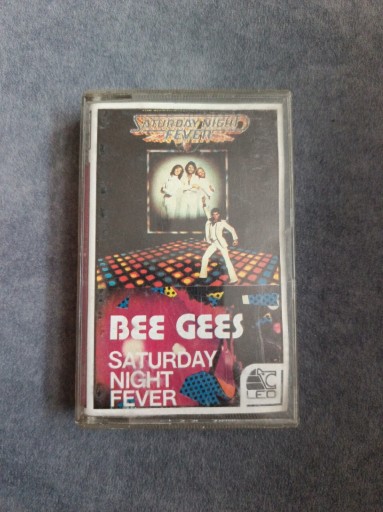 SATURDAY NIGHT
FEVER
BEE GEES
SATURDAY
NIGHT
FEVER
LEO